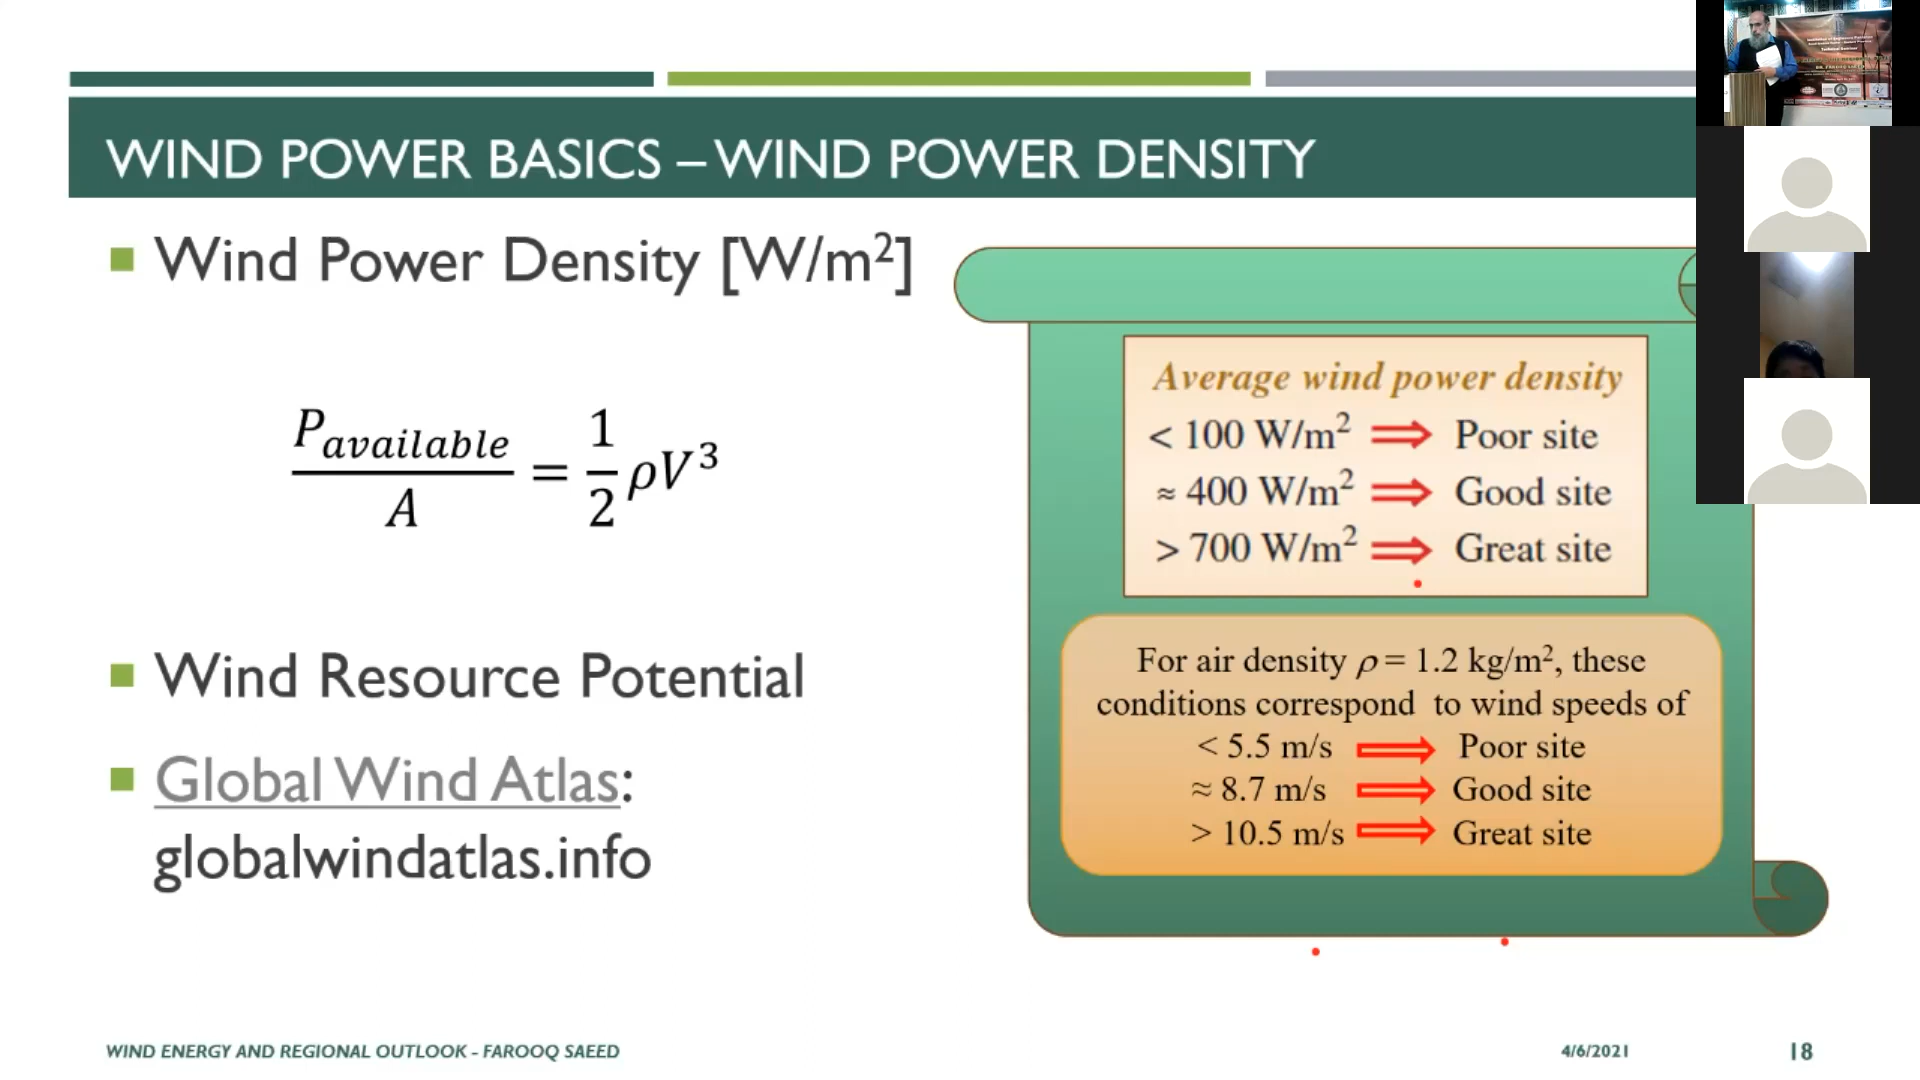 WIND POWER BASICS – WIND POWER DENSITY
Wind Power Density [W/m²]
P_available / A = 1/2 ρV³
Wind Resource Potential
Global Wind Atlas:
globalwindatlas.info
Average wind power density
< 100 W/m² ⇒ Poor site
≈ 400 W/m² ⇒ Good site
> 700 W/m² ⇒ Great site
For air density ρ = 1.2 kg/m², these
conditions correspond to wind speeds of
< 5.5 m/s ⇒ Poor site
≈ 8.7 m/s ⇒ Good site
> 10.5 m/s ⇒ Great site
WIND ENERGY AND REGIONAL OUTLOOK - FAROOQ SAEED
4/6/2021
18